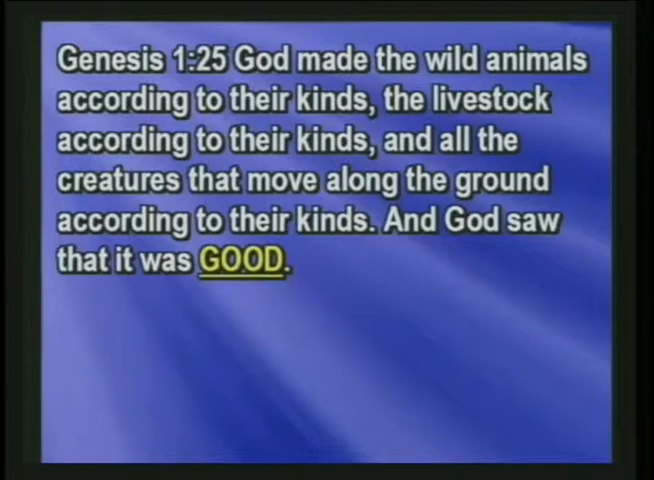 Genesis 1:25 God made the wild animals
according to their kinds, the livestock
according to their kinds, and all the
creatures that move along the ground
according to their kinds. And God saw
that it was GOOD.